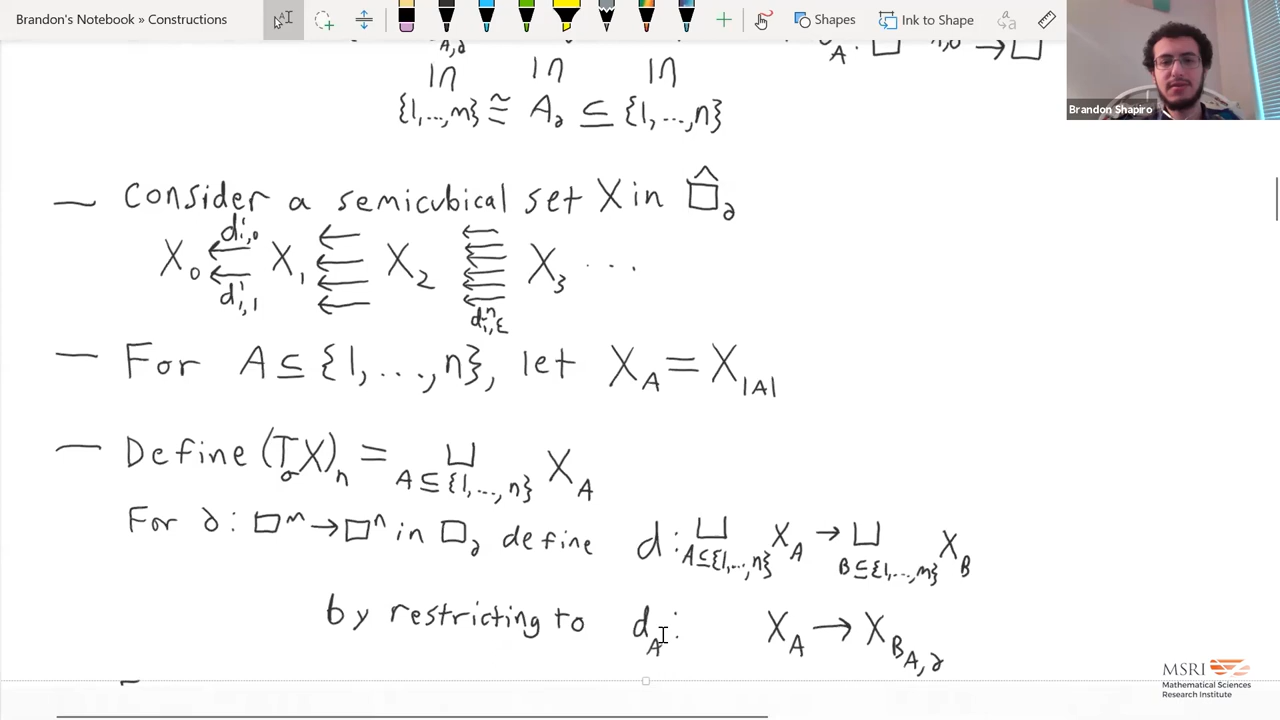 Brandon's Notebook » Constructions
Shapes
Ink to Shape
A,∂
Brandon Shapiro
{1,...,m} ≅ A_∂ ⊆ {1,...,n}
— Consider a semicubical set X in □̂_∂
X_0 X_1 X_2 X_3 ...
— For A ⊆ {1,...,n}, let X_A = X_|A|
— Define (T_σ X)_n = ⊔_{A⊆{1,...,n}} X_A
For ∂: □^m → □^n in □_∂ define d: ⊔_{A⊆{1,...,n}} X_A → ⊔_{B⊆{1,...,m}} X_B
by restricting to d_A: X_A → X_{B_{A,∂}}
MSRI
Mathematical Sciences
Research Institute